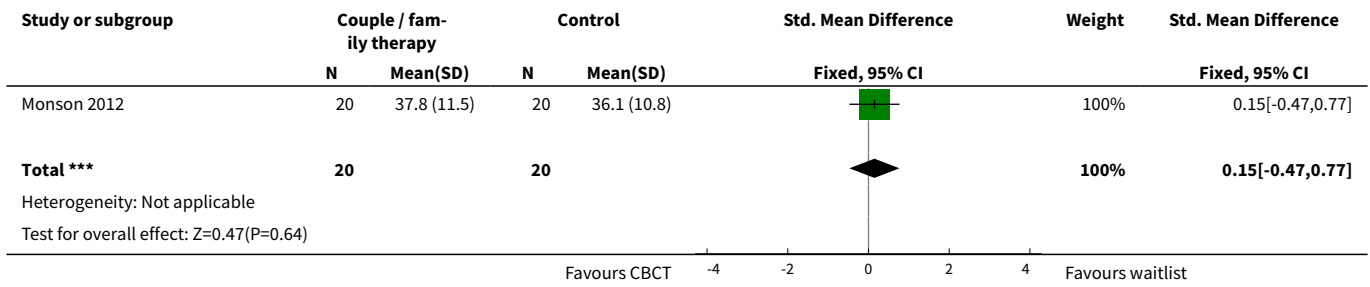 Study or subgroup Couple / fam- Control Std. Mean Difference Weight Std. Mean Difference
ily therapy
N Mean(SD) N Mean(SD) Fixed, 95% CI Fixed, 95% CI
Monson 2012 20 37.8 (11.5) 20 36.1 (10.8) 100% 0.15[-0.47,0.77]
Total *** 20 20 100% 0.15[-0.47,0.77]
Heterogeneity: Not applicable
Test for overall effect: Z=0.47(P=0.64)
Favours CBCT -4 -2 0 2 4 Favours waitlist